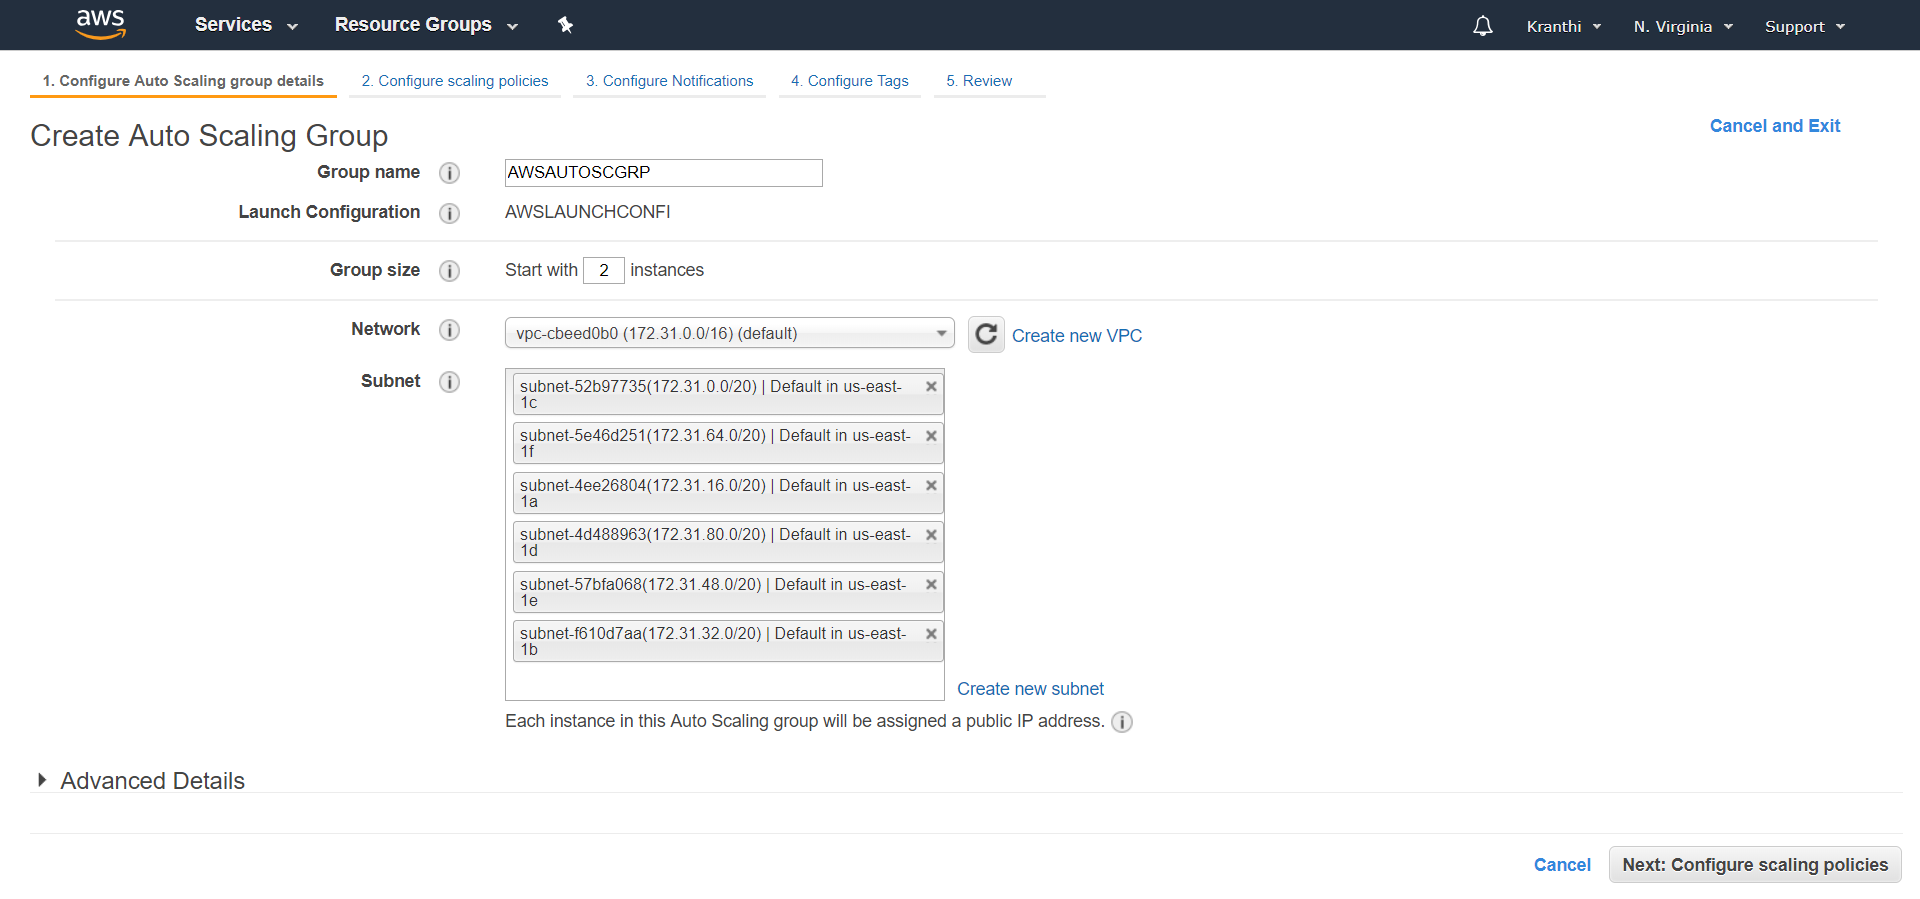 aws Services Resource Groups Kranthi N. Virginia Support
1. Configure Auto Scaling group details 2. Configure scaling policies 3. Configure Notifications 4. Configure Tags 5. Review
Create Auto Scaling Group
Cancel and Exit
Group name i AWSAUTOSCGRP
Launch Configuration i AWSLAUNCHCONFI
Group size i Start with 2 instances
Network i vpc-cbeed0b0 (172.31.0.0/16) (default) Create new VPC
Subnet i
subnet-52b97735(172.31.0.0/20) | Default in us-east-
1c
subnet-5e46d251(172.31.64.0/20) | Default in us-east-
1f
subnet-4ee26804(172.31.16.0/20) | Default in us-east-
1a
subnet-4d488963(172.31.80.0/20) | Default in us-east-
1d
subnet-57bfa068(172.31.48.0/20) | Default in us-east-
1e
subnet-f610d7aa(172.31.32.0/20) | Default in us-east-
1b
Create new subnet
Each instance in this Auto Scaling group will be assigned a public IP address. i
Advanced Details
Cancel Next: Configure scaling policies